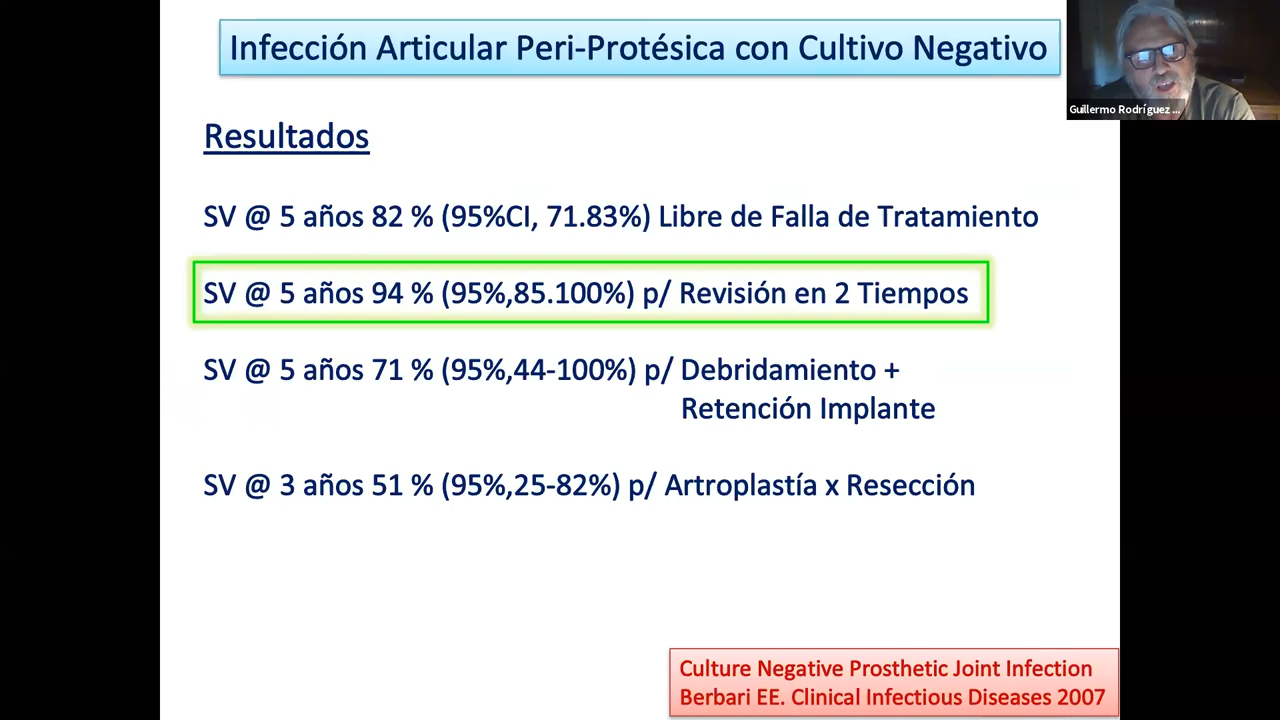 Infección Articular Peri-Protésica con Cultivo Negativo
Guillermo Rodríguez ...
Resultados
SV @ 5 años 82 % (95%CI, 71.83%) Libre de Falla de Tratamiento
SV @ 5 años 94 % (95%,85.100%) p/ Revisión en 2 Tiempos
SV @ 5 años 71 % (95%,44-100%) p/ Debridamiento +
Retención Implante
SV @ 3 años 51 % (95%,25-82%) p/ Artroplastía x Resección
Culture Negative Prosthetic Joint Infection
Berbari EE. Clinical Infectious Diseases 2007